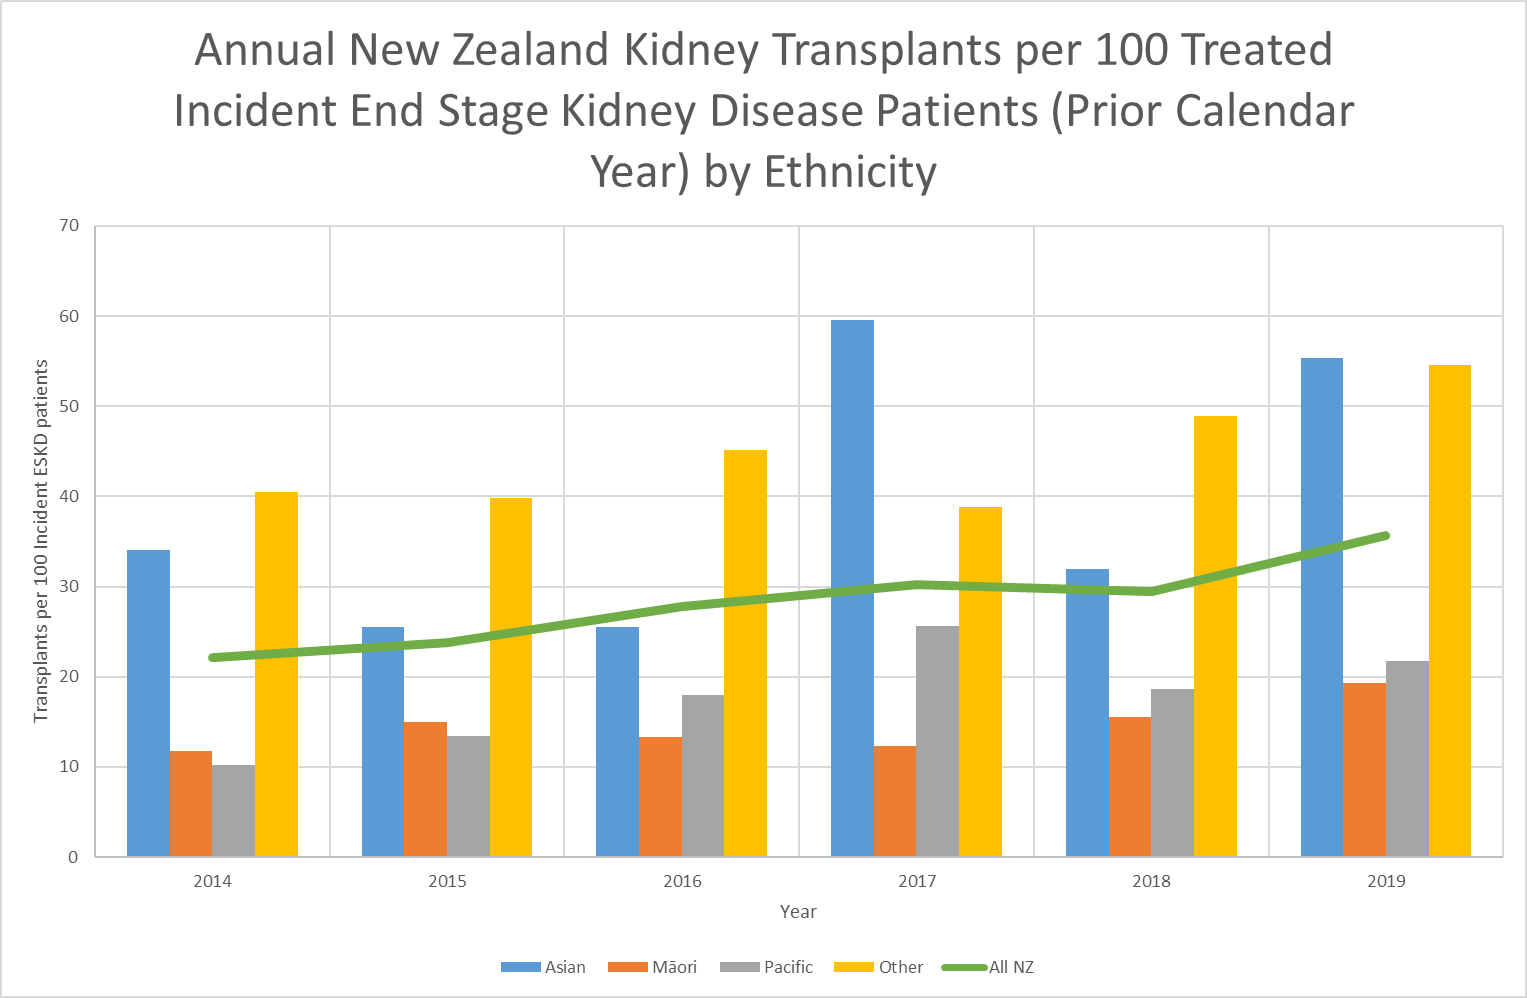 Annual New Zealand Kidney Transplants per 100 Treated
Incident End Stage Kidney Disease Patients (Prior Calendar
Year) by Ethnicity
Transplants per 100 Incident ESKD patients
70
60
50
40
30
20
10
0
2014 2015 2016 2017 2018 2019
Year
Asian Māori Pacific Other All NZ